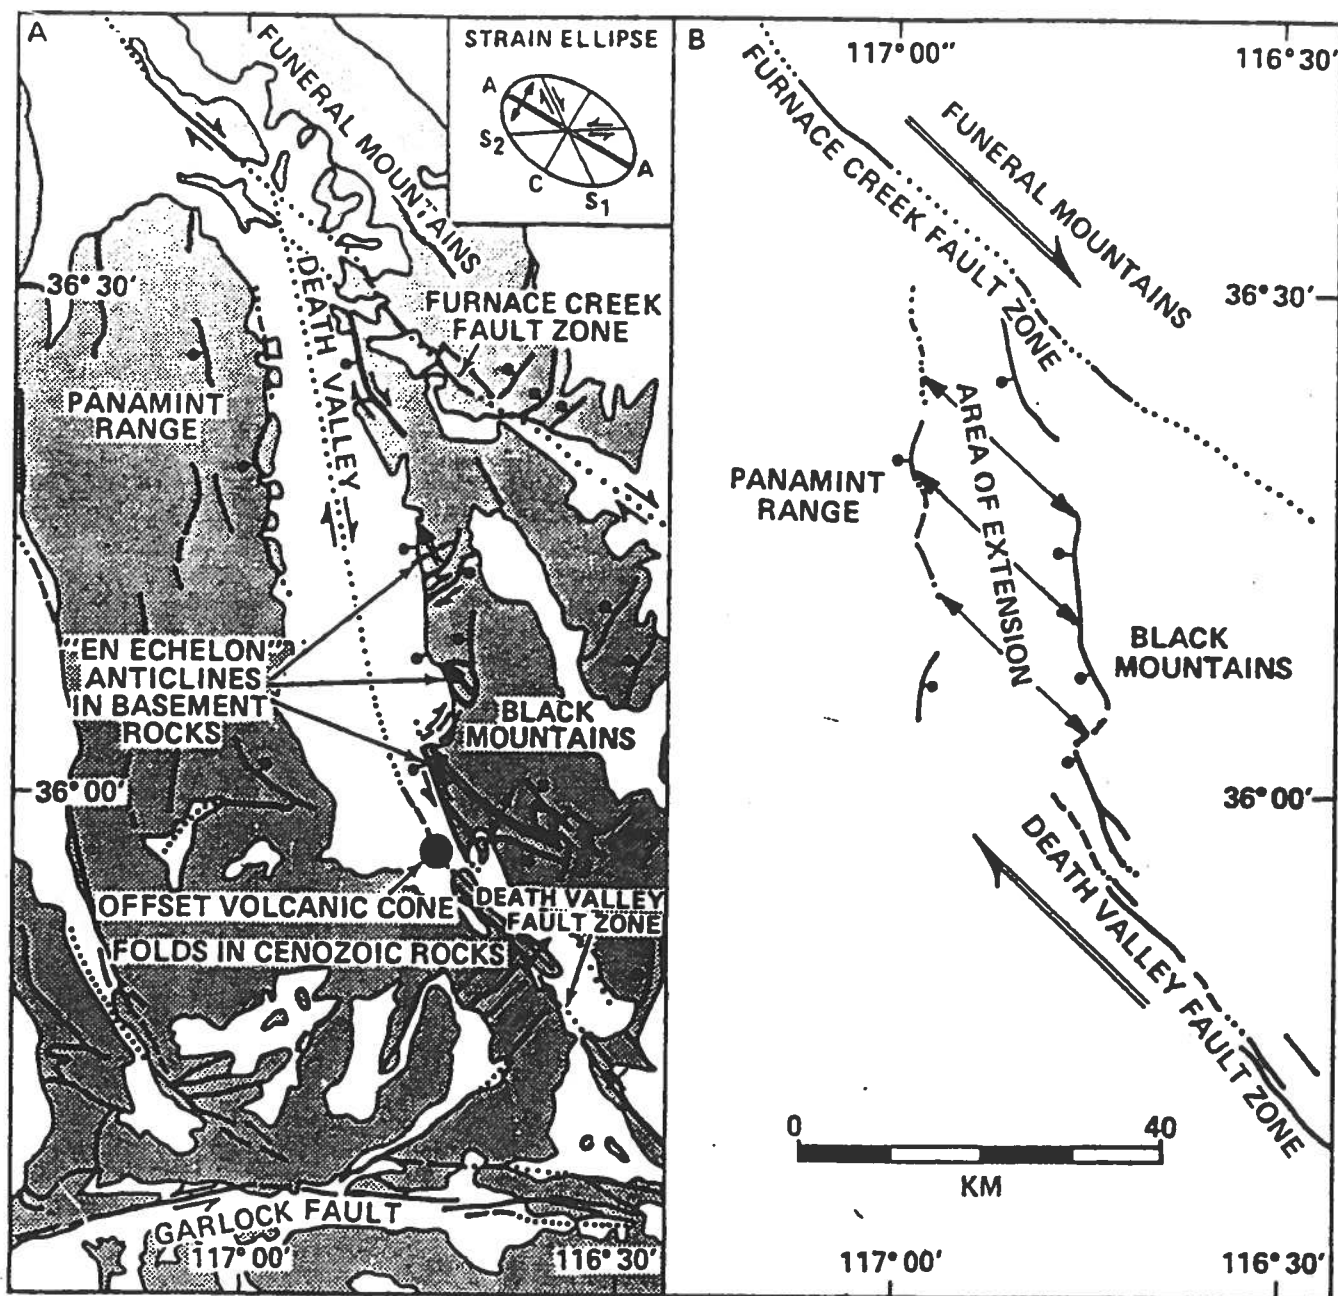 A
STRAIN ELLIPSE
A
S2
C
S1
A
FUNERAL MOUNTAINS
36° 30'
DEATH VALLEY
FURNACE CREEK
FAULT ZONE
PANAMINT
RANGE
"EN ECHELON"
ANTICLINES
IN BASEMENT
ROCKS
BLACK
MOUNTAINS
36° 00'
OFFSET VOLCANIC CONE
DEATH VALLEY
FAULT ZONE
FOLDS IN CENOZOIC ROCKS
GARLOCK FAULT
117° 00'
116° 30'
B
117° 00"
116° 30'
FURNACE CREEK FAULT ZONE
FUNERAL MOUNTAINS
36° 30'
AREA OF EXTENSION
PANAMINT
RANGE
BLACK
MOUNTAINS
36° 00'
DEATH VALLEY FAULT ZONE
0
40
KM
117° 00'
116° 30'